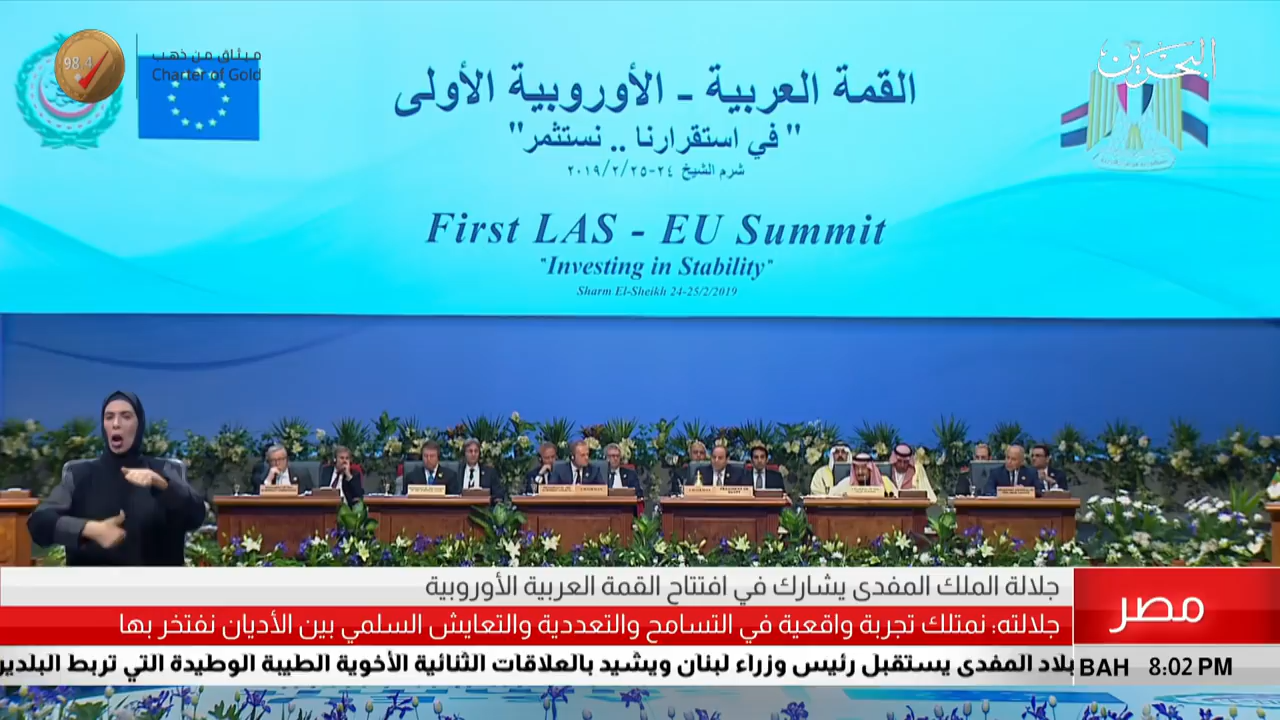 98.4
ميثاق من ذهب
Charter of Gold
البحرين
القمة العربية - الأوروبية الأولى
"في استقرارنا .. نستثمر"
شرم الشيخ ٢٤-٢٠١٩/٢/٢٥
First LAS - EU Summit
"Investing in Stability"
Sharm El-Sheikh 24-25/2/2019
جلالة الملك المفدى يشارك في افتتاح القمة العربية الأوروبية
مصر
جلالته: نمتلك تجربة واقعية في التسامح والتعددية والتعايش السلمي بين الأديان نفتخر بها
بلاد المفدى يستقبل رئيس وزراء لبنان ويشيد بالعلاقات الثنائية الأخوية الطيبة الوطيدة التي تربط البلدين
BAH 8:02 PM